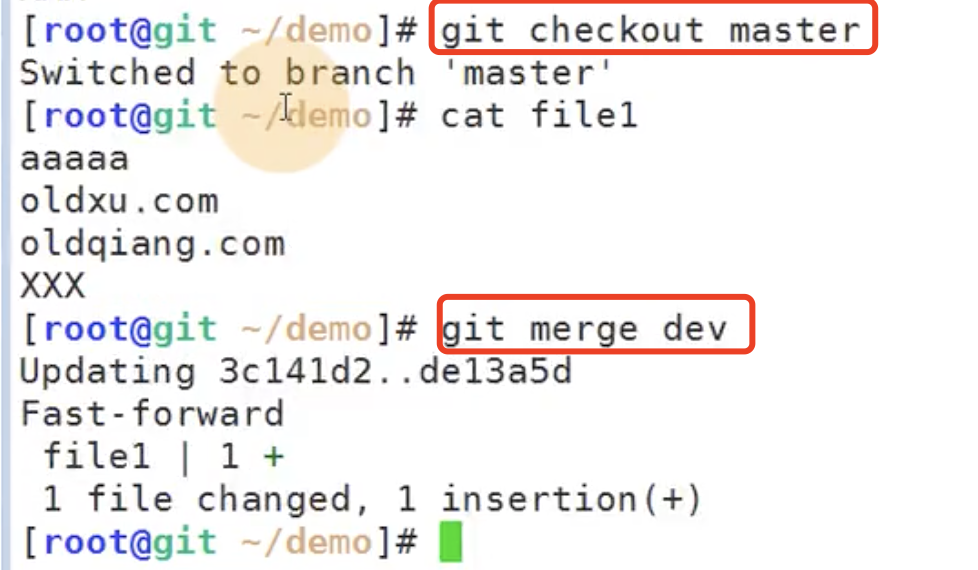 [root@git ~/demo]# git checkout master
Switched to branch 'master'
[root@git ~/demo]# cat file1
aaaaa
oldxu.com
oldqiang.com
XXX
[root@git ~/demo]# git merge dev
Updating 3c141d2..de13a5d
Fast-forward
 file1 | 1 +
 1 file changed, 1 insertion(+)
[root@git ~/demo]#